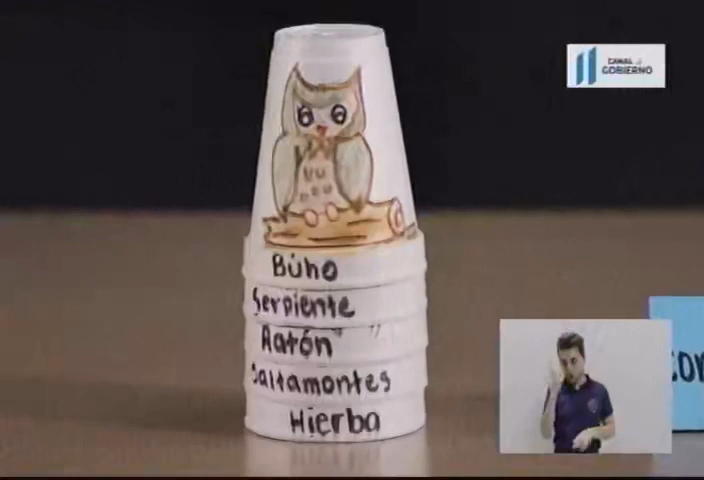 CANAL de
GOBIERNO
Búho
Serpiente
Ratón
Saltamontes
Hierba